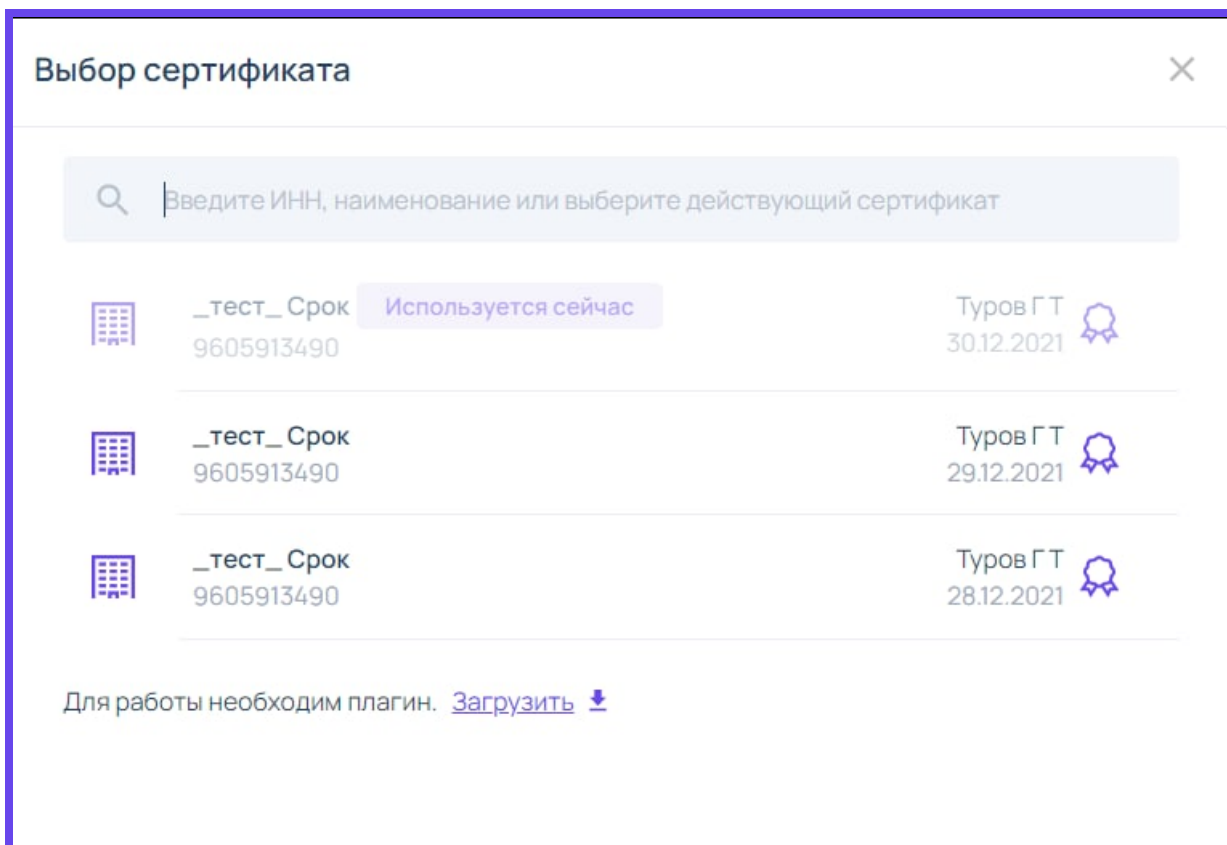 Выбор сертификата
Введите ИНН, наименование или выберите действующий сертификат
_тест_ Срок Используется сейчас Туров Г Т
9605913490 30.12.2021
_тест_ Срок Туров Г Т
9605913490 29.12.2021
_тест_ Срок Туров Г Т
9605913490 28.12.2021
Для работы необходим плагин. Загрузить